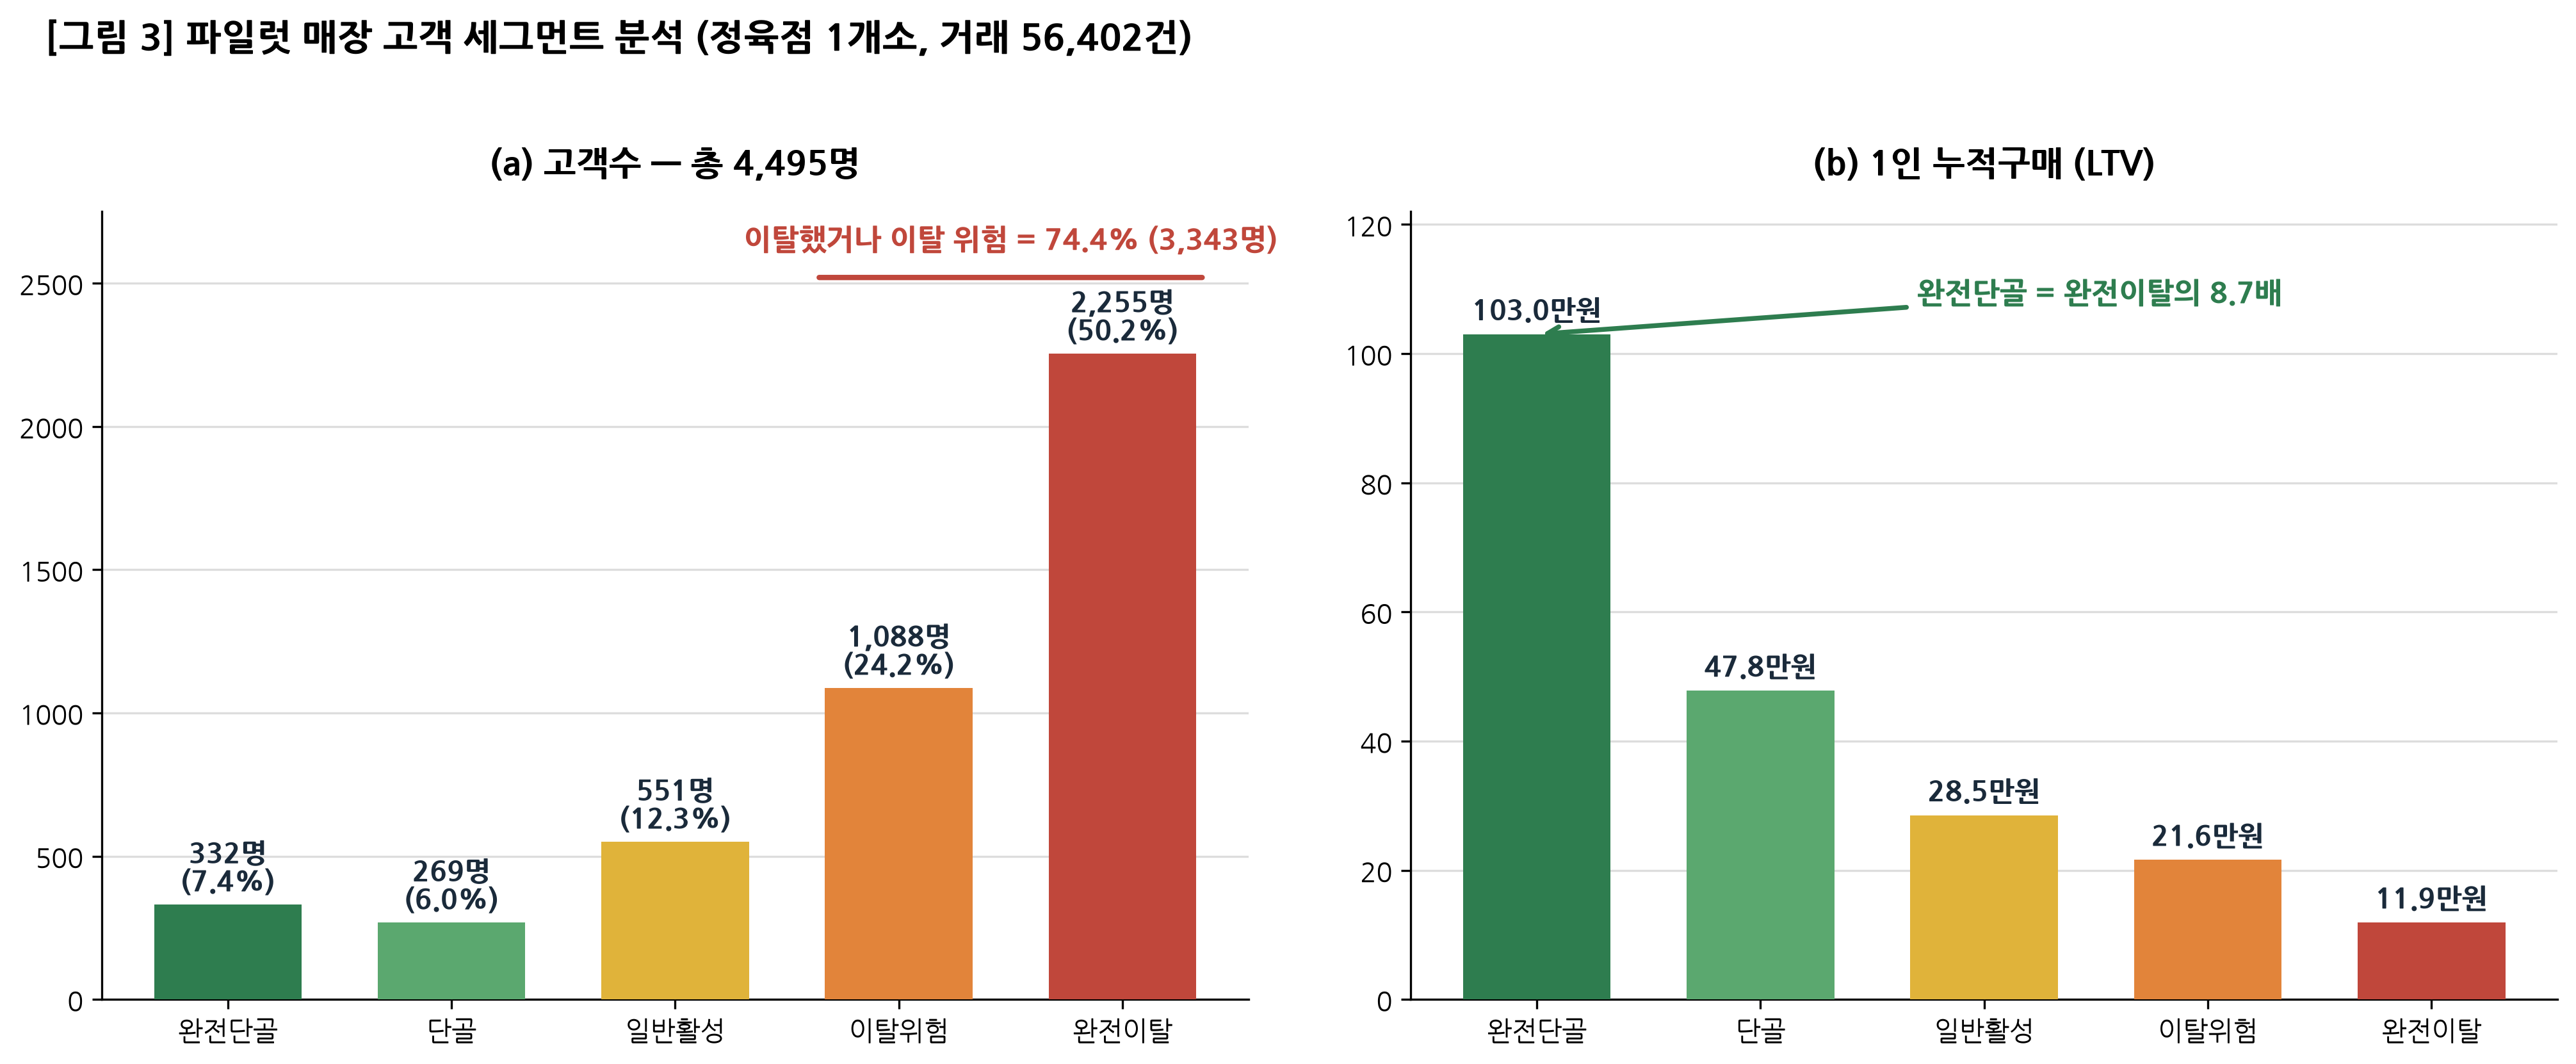 [그림 3] 파일럿 매장 고객 세그먼트 분석 (정육점 1개소, 거래 56,402건)
(a) 고객수 — 총 4,495명
이탈했거나 이탈 위험 = 74.4% (3,343명)
2500
2000
1500
1000
500
0
332명
(7.4%)
269명
(6.0%)
551명
(12.3%)
1,088명
(24.2%)
2,255명
(50.2%)
완전단골
단골
일반활성
이탈위험
완전이탈
(b) 1인 누적구매 (LTV)
완전단골 = 완전이탈의 8.7배
120
100
80
60
40
20
0
103.0만원
47.8만원
28.5만원
21.6만원
11.9만원
완전단골
단골
일반활성
이탈위험
완전이탈